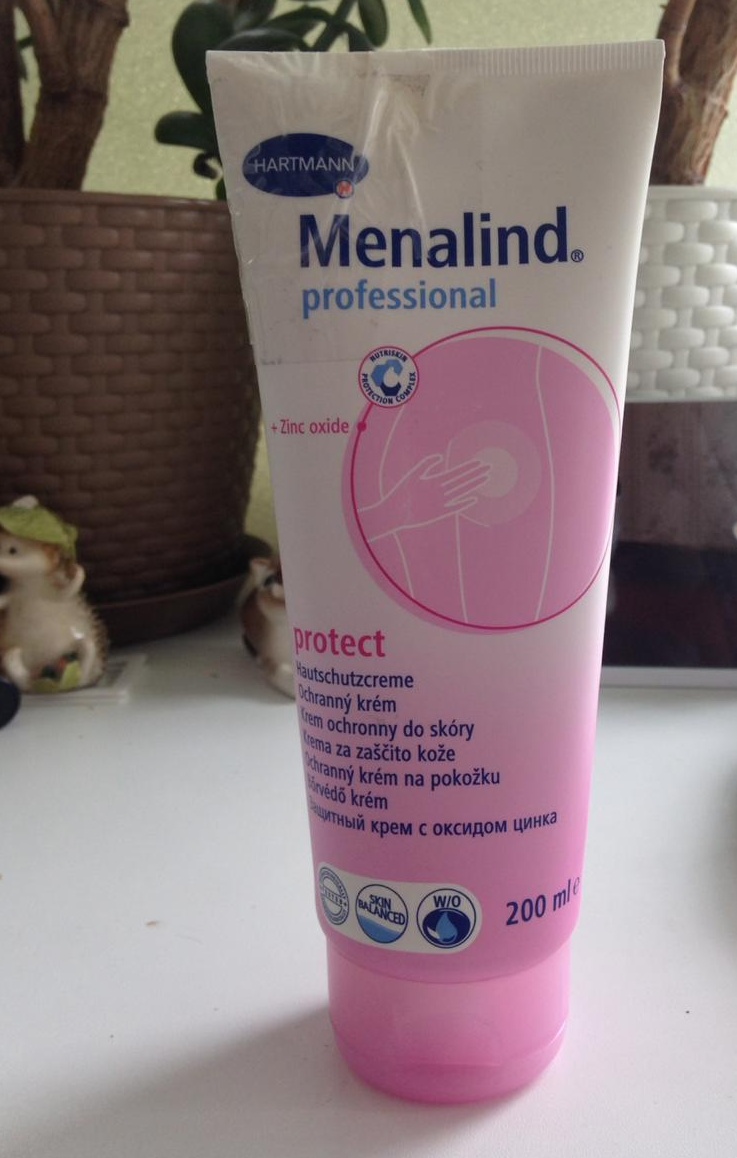 HARTMANN
Menalind®
professional
NUTRISKIN
PROTECTION COMPLEX
+ Zinc oxide
protect
Hautschutzcreme
Ochranný krém
Krem ochronny do skóry
Krema za zaščito kože
Ochranný krém na pokožku
Bőrvédő krém
Защитный крем с оксидом цинка
SKIN
BALANCED
W/O
200 ml e